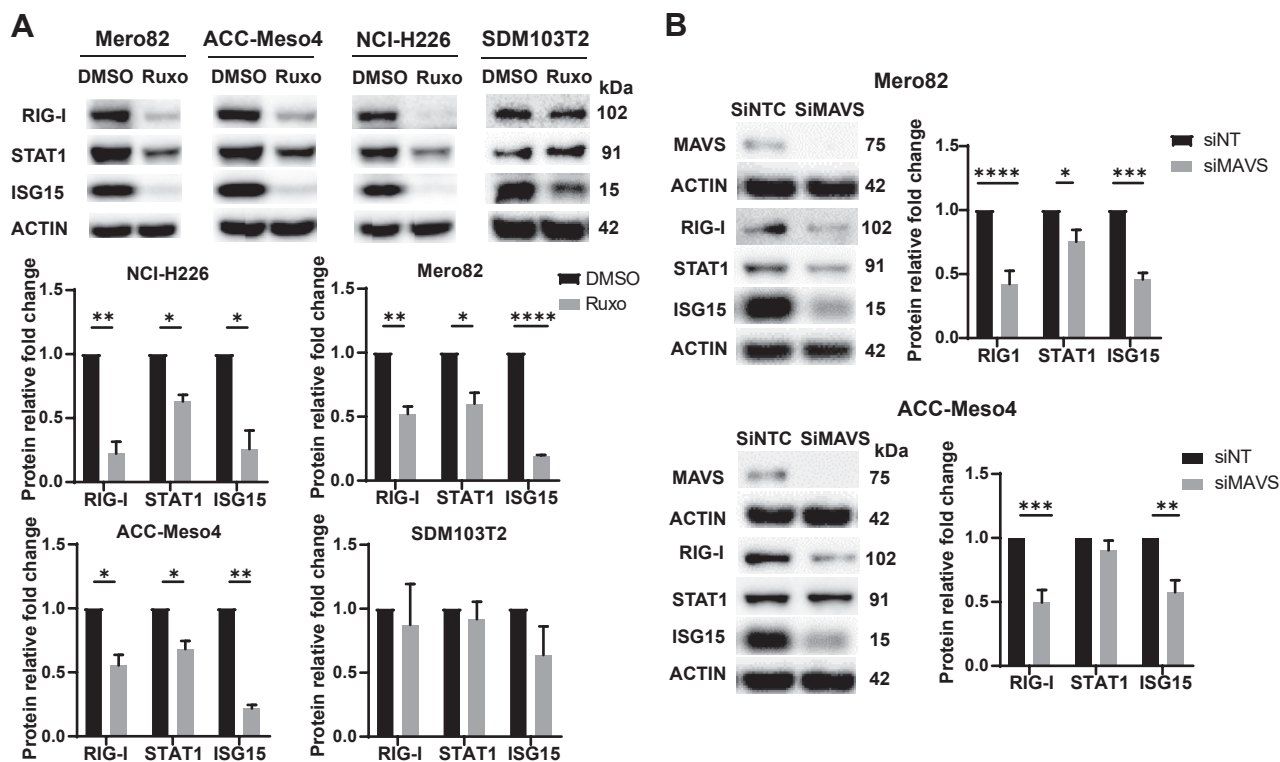 A
Mero82 ACC-Meso4 NCI-H226 SDM103T2
DMSO Ruxo DMSO Ruxo DMSO Ruxo DMSO Ruxo kDa
RIG-I 102
STAT1 91
ISG15 15
ACTIN 42
NCI-H226
Protein relative fold change
1.5
1.0
0.5
0.0
** * *
RIG-I STAT1 ISG15
Mero82
DMSO
Ruxo
Protein relative fold change
1.5
1.0
0.5
0.0
** * ****
RIG-I STAT1 ISG15
ACC-Meso4
Protein relative fold change
1.5
1.0
0.5
0.0
* * **
RIG-I STAT1 ISG15
SDM103T2
Protein relative fold change
1.5
1.0
0.5
0.0
RIG-I STAT1 ISG15
B
Mero82
SiNTC SiMAVS
MAVS 75
ACTIN 42
RIG-I 102
STAT1 91
ISG15 15
ACTIN 42
Protein relative fold change
1.5
1.0
0.5
0.0
**** * ***
RIG1 STAT1 ISG15
siNT
siMAVS
ACC-Meso4
SiNTC SiMAVS kDa
MAVS 75
ACTIN 42
RIG-I 102
STAT1 91
ISG15 15
ACTIN 42
Protein relative fold change
1.5
1.0
0.5
0.0
*** **
RIG-I STAT1 ISG15
siNT
siMAVS